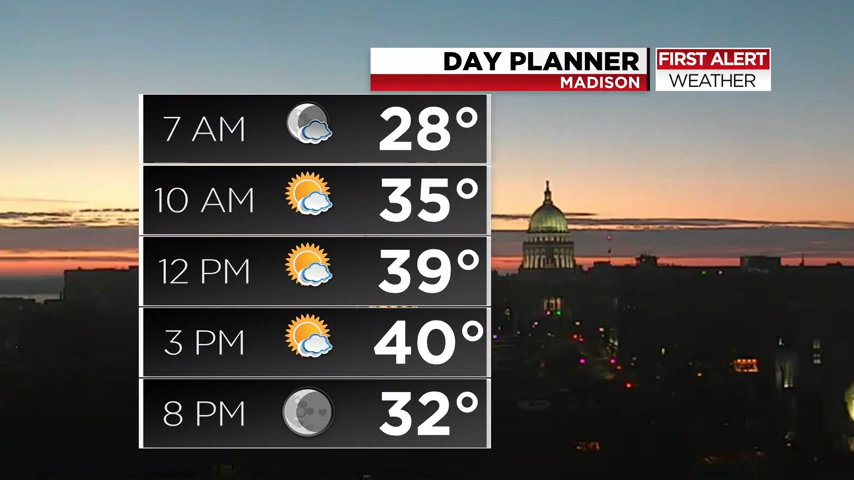 DAY PLANNER
MADISON
FIRST ALERT
WEATHER
7 AM 28°
10 AM 35°
12 PM 39°
3 PM 40°
8 PM 32°